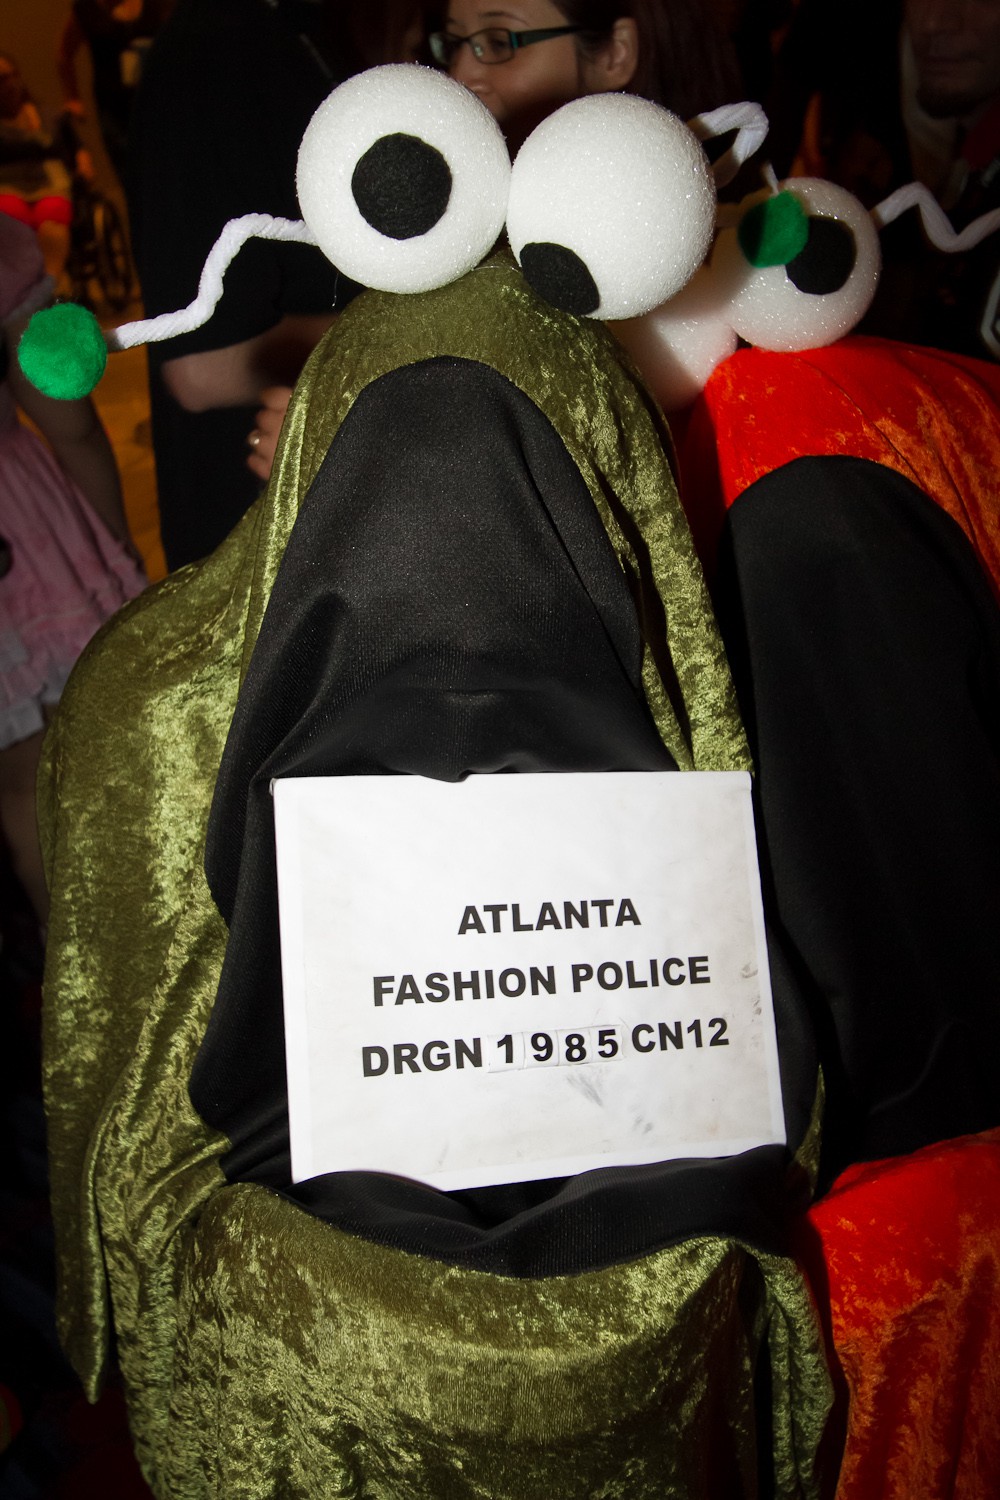 ATLANTA
FASHION POLICE
DRGN 1985 CN12